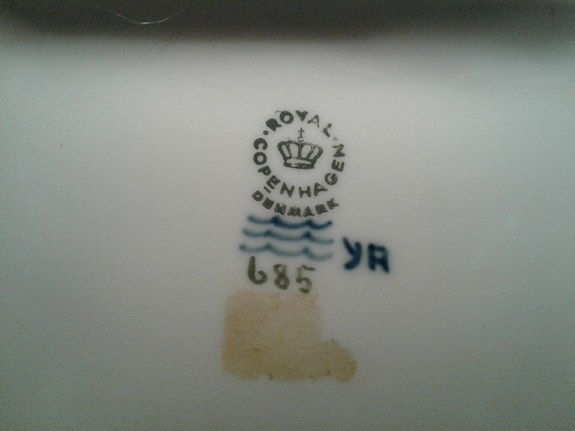 ROYAL
COPENHAGEN
DENMARK
YA
685